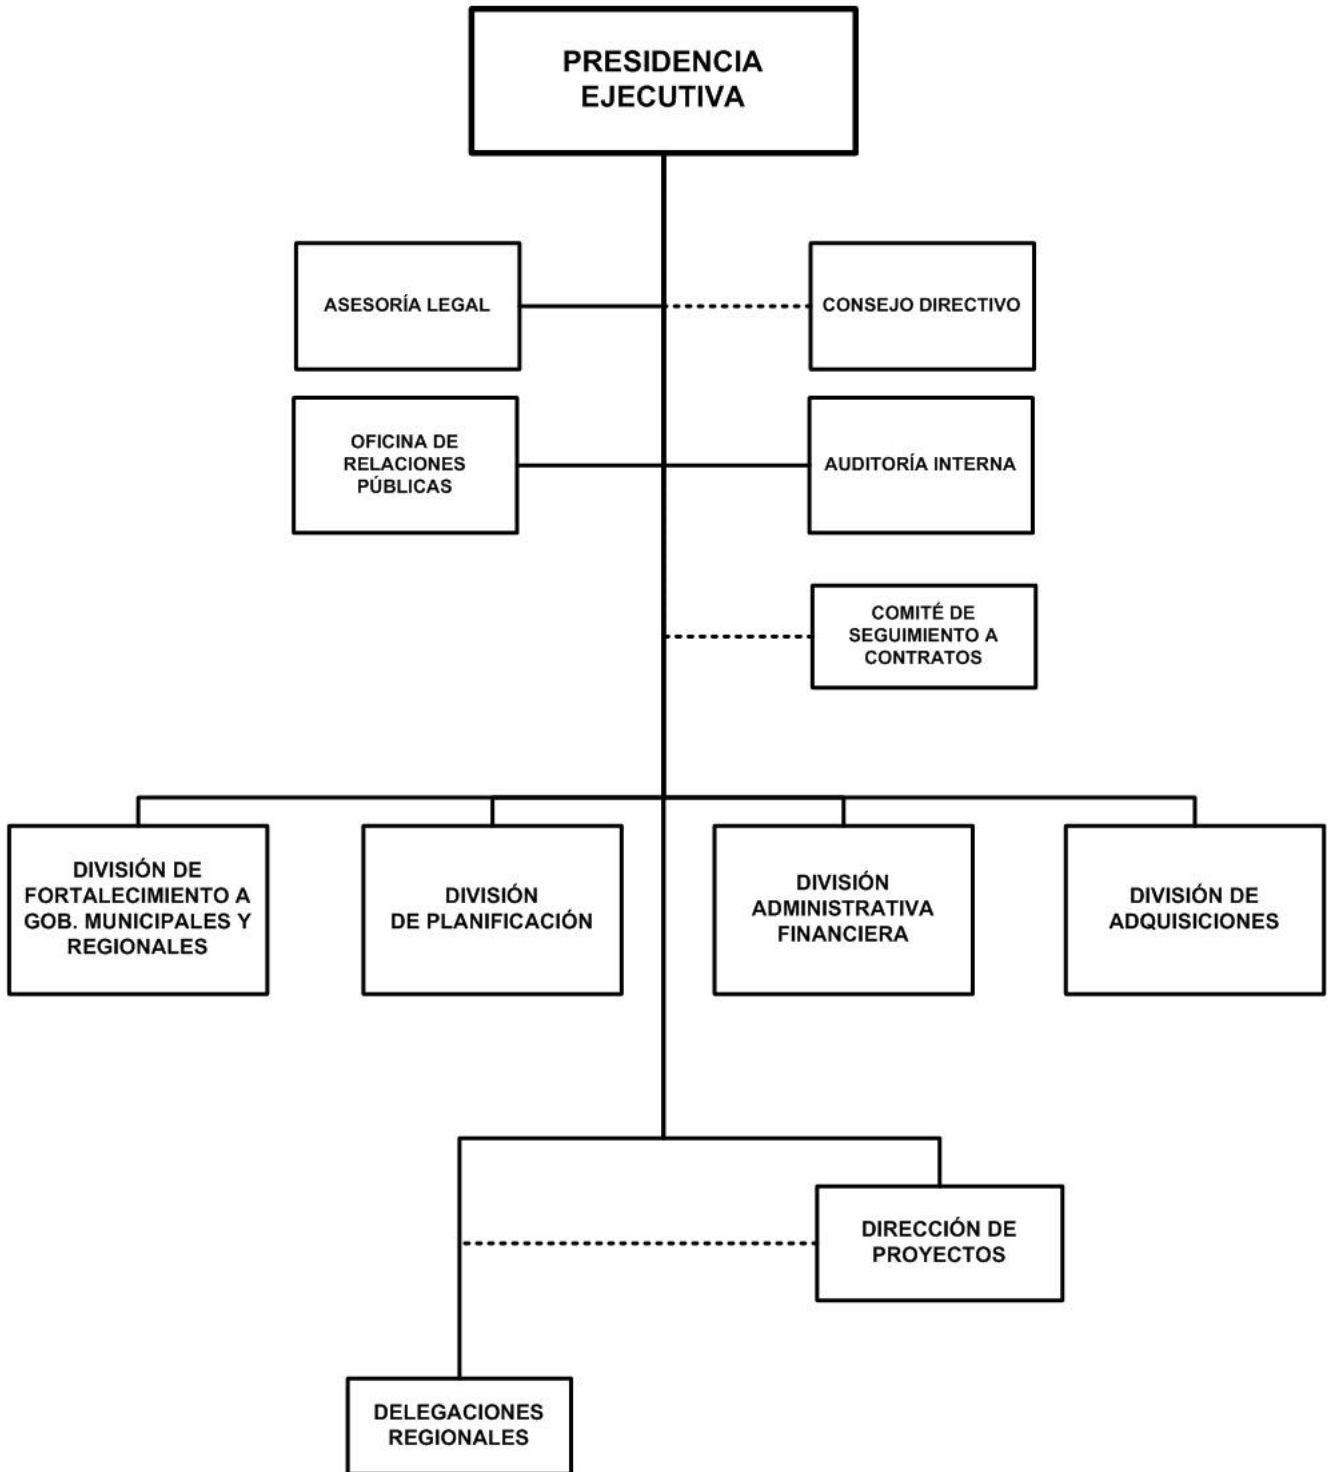 PRESIDENCIA
EJECUTIVA
ASESORÍA LEGAL
CONSEJO DIRECTIVO
OFICINA DE
RELACIONES
PÚBLICAS
AUDITORÍA INTERNA
COMITÉ DE
SEGUIMIENTO A
CONTRATOS
DIVISIÓN DE
FORTALECIMIENTO A
GOB. MUNICIPALES Y
REGIONALES
DIVISIÓN
DE PLANIFICACIÓN
DIVISIÓN
ADMINISTRATIVA
FINANCIERA
DIVISIÓN DE
ADQUISICIONES
DIRECCIÓN DE
PROYECTOS
DELEGACIONES
REGIONALES